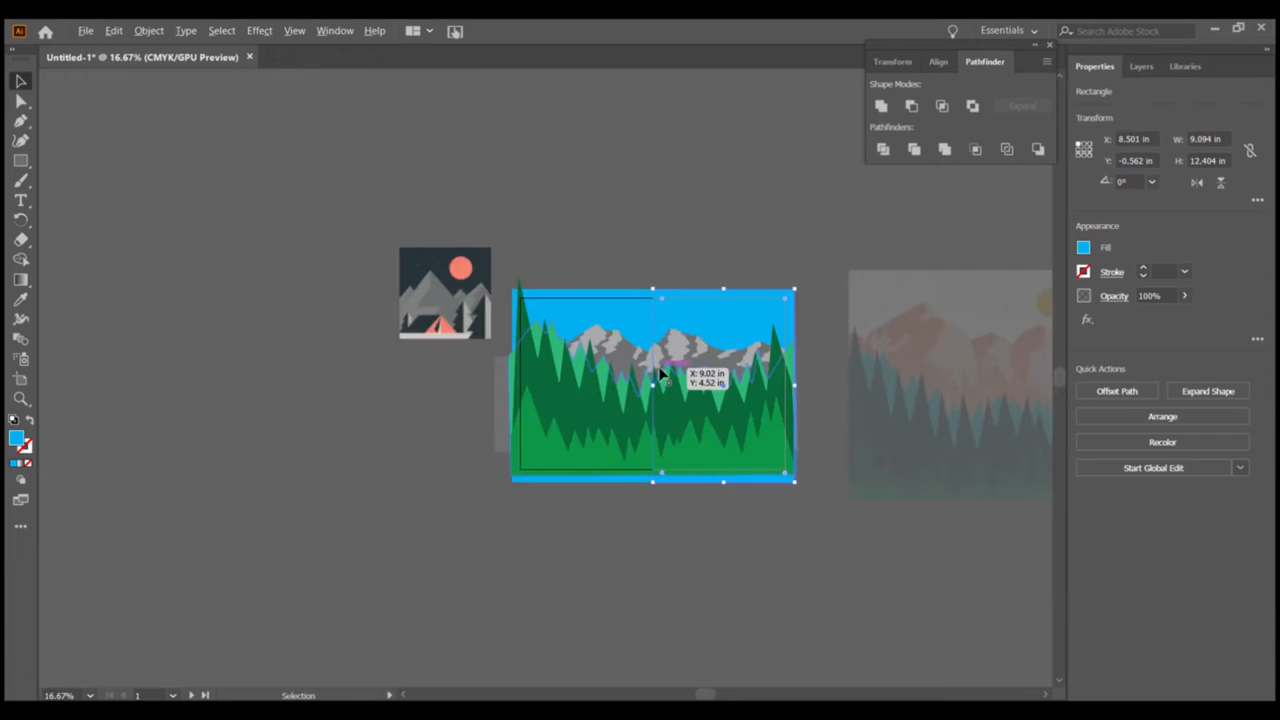 Ai File Edit Object Type Select Effect View Window Help Essentials Search Adobe Stock
Untitled-1* @ 16.67% (CMYK/GPU Preview)
Transform Align Pathfinder
Shape Modes:
Expand
Pathfinders:
Properties Layers Libraries
Rectangle
Transform
X: 8.501 in W: 9.094 in
Y: -0.562 in H: 12.404 in
0°
Appearance
Fill
Stroke
Opacity 100%
fx.
Quick Actions
Offset Path Expand Shape
Arrange
Recolor
Start Global Edit
X: 9.02 in
Y: 4.52 in
16.67% 1 Selection